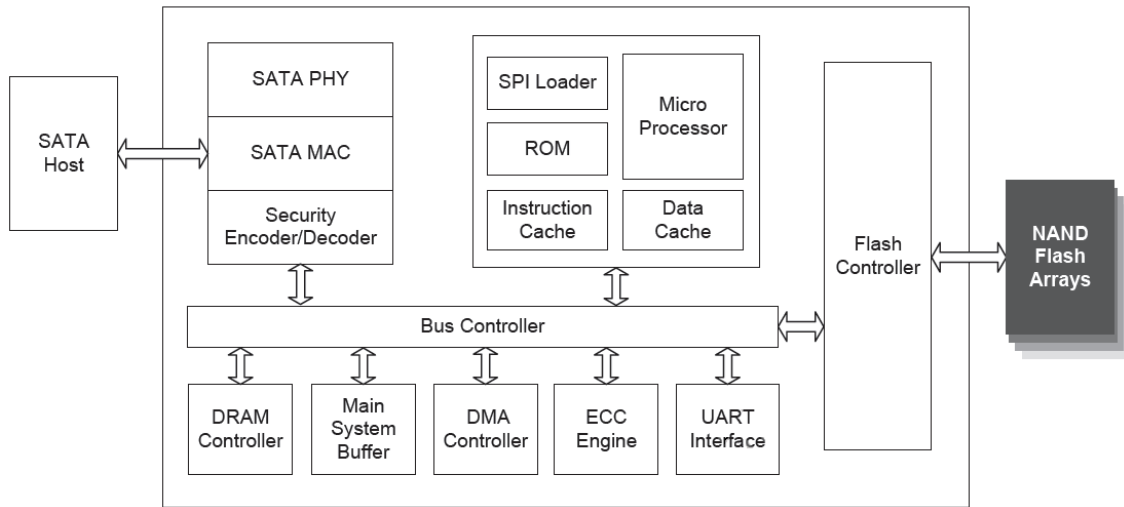 SATA
Host
SATA PHY
SATA MAC
Security
Encoder/Decoder
SPI Loader
ROM
Instruction
Cache
Micro
Processor
Data
Cache
Flash
Controller
NAND
Flash
Arrays
Bus Controller
DRAM
Controller
Main
System
Buffer
DMA
Controller
ECC
Engine
UART
Interface